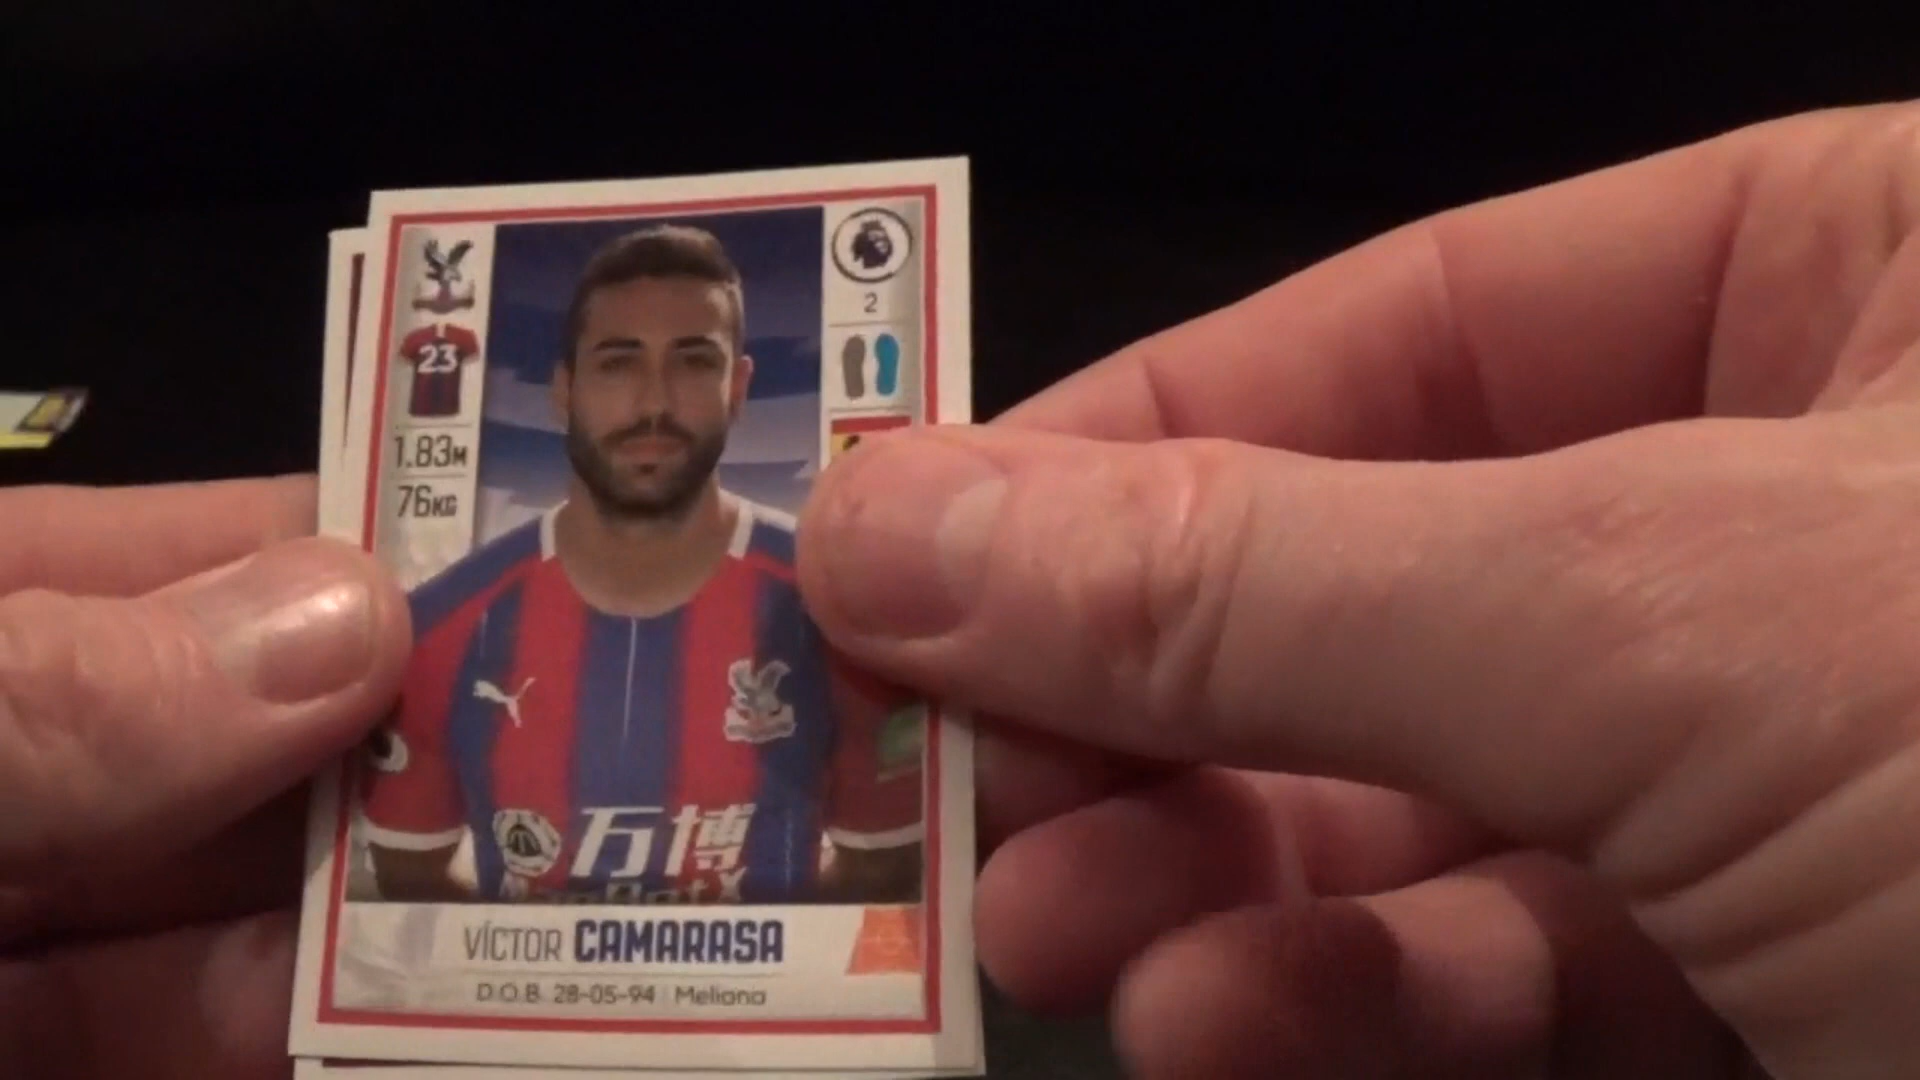 23
2
1.83M
76KG
万博
VÍCTOR CAMARASA
D.O.B. 28-05-94 Meliana